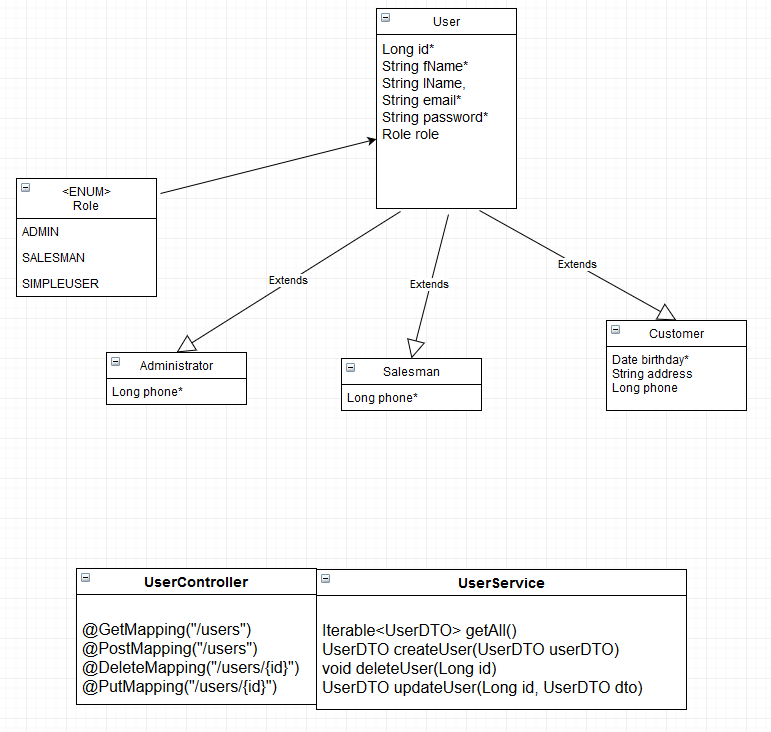 User
Long id*
String fName*
String lName,
String email*
String password*
Role role
<ENUM>
Role
ADMIN
SALESMAN
SIMPLEUSER
Extends
Extends
Extends
Administrator
Long phone*
Salesman
Long phone*
Customer
Date birthday*
String address
Long phone
UserController
@GetMapping("/users")
@PostMapping("/users")
@DeleteMapping("/users/{id}")
@PutMapping("/users/{id}")
UserService
Iterable<UserDTO> getAll()
UserDTO createUser(UserDTO userDTO)
void deleteUser(Long id)
UserDTO updateUser(Long id, UserDTO dto)